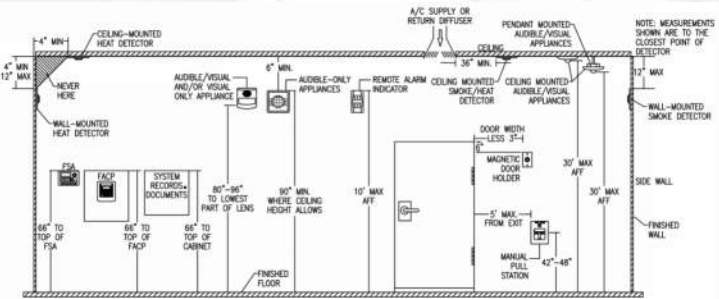 A/C SUPPLY OR
RETURN DIFFUSER
4" MIN
CEILING-MOUNTED
HEAT DETECTOR
4" MIN
12" MAX
NEVER
HERE
WALL-MOUNTED
HEAT DETECTOR
AUDIBLE/VISUAL
AND/OR VISUAL
ONLY APPLIANCE
6" MIN.
AUDIBLE-ONLY
APPLIANCES
REMOTE ALARM
INDICATOR
36" MIN.
CEILING
CEILING MOUNTED
SMOKE/HEAT
DETECTOR
PENDANT MOUNTED
AUDIBLE/VISUAL
APPLIANCES
CEILING MOUNTED
AUDIBLE/VISUAL
APPLIANCES
NOTE: MEASUREMENTS
SHOWN ARE TO THE
CLOSEST POINT OF
DETECTOR
12" MAX
WALL-MOUNTED
SMOKE DETECTOR
FSA
FACP
SYSTEM
RECORDS
DOCUMENTS
66" TO
TOP OF
FSA
66" TO
TOP OF
FACP
66" TO
TOP OF
CABINET
80"-96"
TO LOWEST
PART OF LENS
90" MIN.
WHERE CEILING
HEIGHT ALLOWS
10' MAX
AFF
DOOR WIDTH
LESS 3"
6"
MAGNETIC
DOOR
HOLDER
5' MAX.
FROM EXIT
MANUAL
PULL
STATION
42"-48"
30' MAX
AFF
30' MAX
AFF
SIDE WALL
FINISHED
WALL
FINISHED
FLOOR